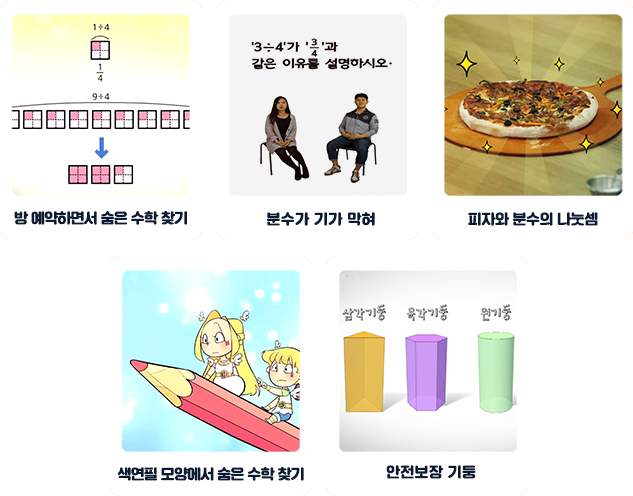 1÷4
1/4
9÷4
방 예약하면서 숨은 수학 찾기
'3÷4'가 '3/4'과
같은 이유를 설명하시오.
분수가 기가 막혀
피자와 분수의 나눗셈
색연필 모양에서 숨은 수학 찾기
삼각기둥 육각기둥 원기둥
안전보장 기둥